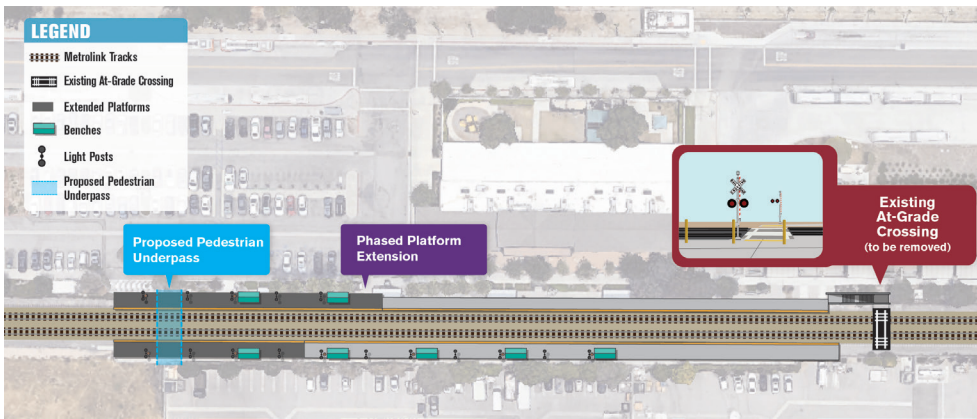 LEGEND
Metrolink Tracks
Existing At-Grade Crossing
Extended Platforms
Benches
Light Posts
Proposed Pedestrian
Underpass
Proposed Pedestrian
Underpass
Phased Platform
Extension
Existing
At-Grade
Crossing
(to be removed)